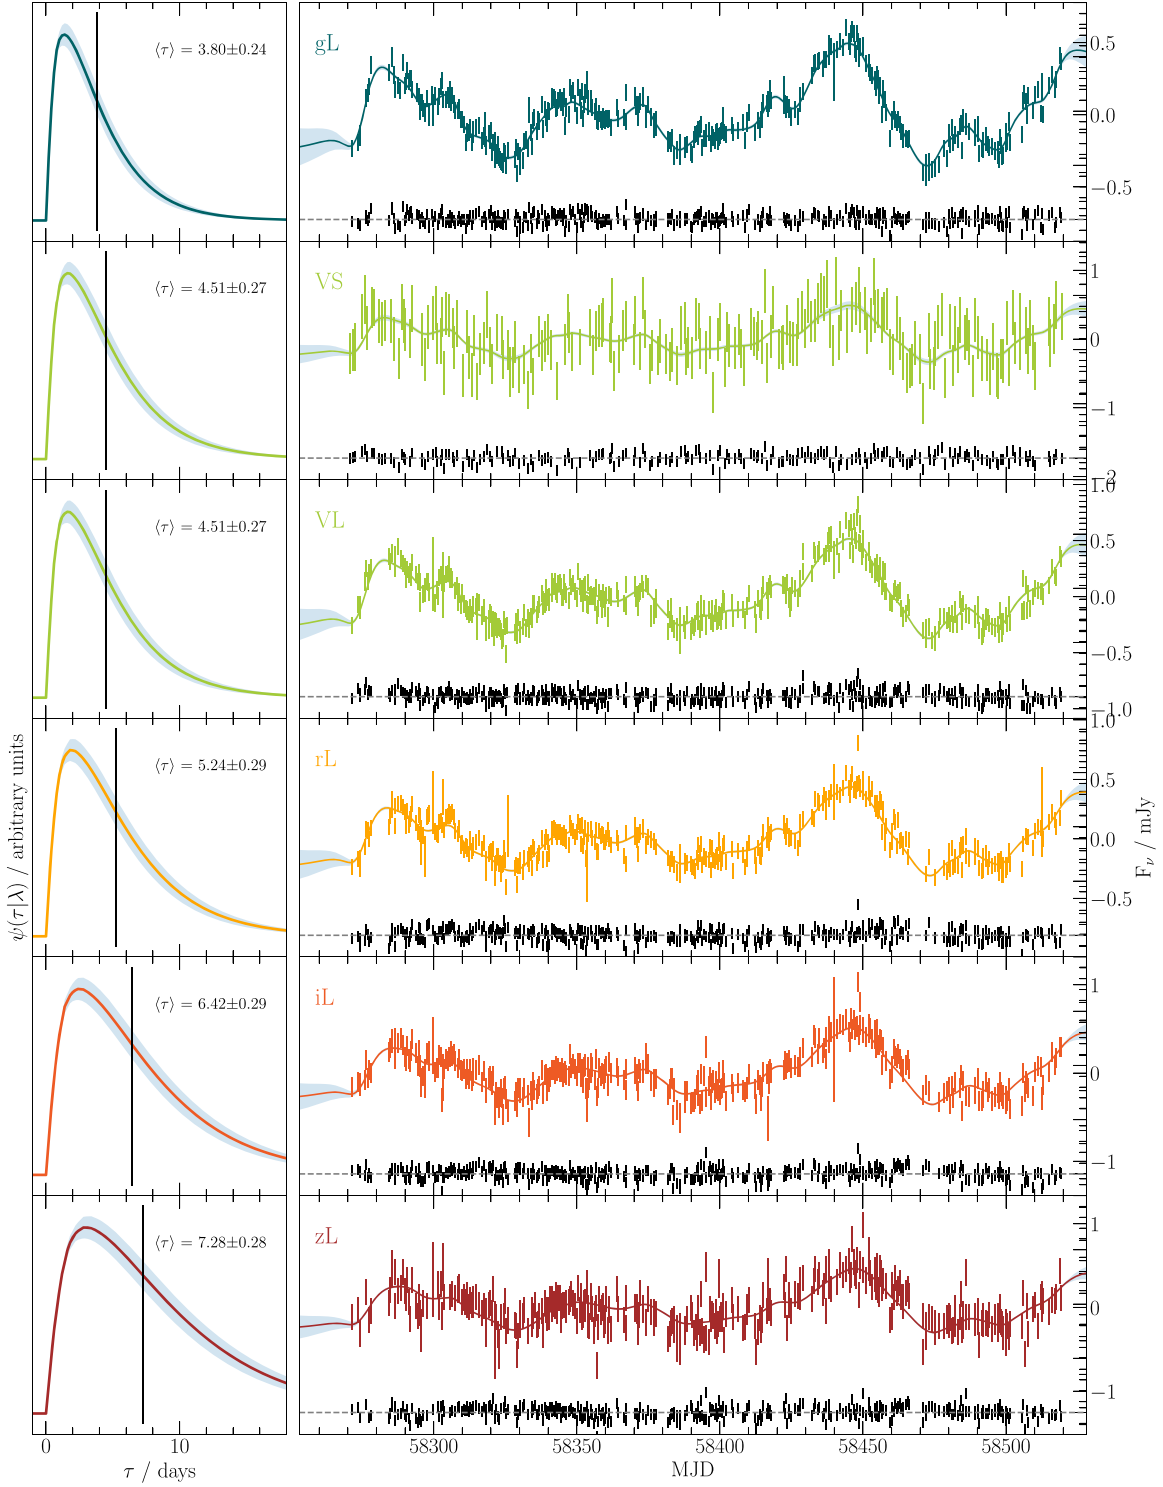 ⟨τ⟩ = 3.80±0.24
gL
0.5
0.0
−0.5
⟨τ⟩ = 4.51±0.27
VS
1
0
−1
−2
⟨τ⟩ = 4.51±0.27
VL
1.0
0.5
0.0
−0.5
−1.0
⟨τ⟩ = 5.24±0.29
rL
1.0
0.5
0.0
−0.5
⟨τ⟩ = 6.42±0.29
iL
1
0
−1
⟨τ⟩ = 7.28±0.28
zL
1
0
−1
ψ(τ|λ) / arbitrary units
F_ν / mJy
0 10
58300 58350 58400 58450 58500
τ / days
MJD